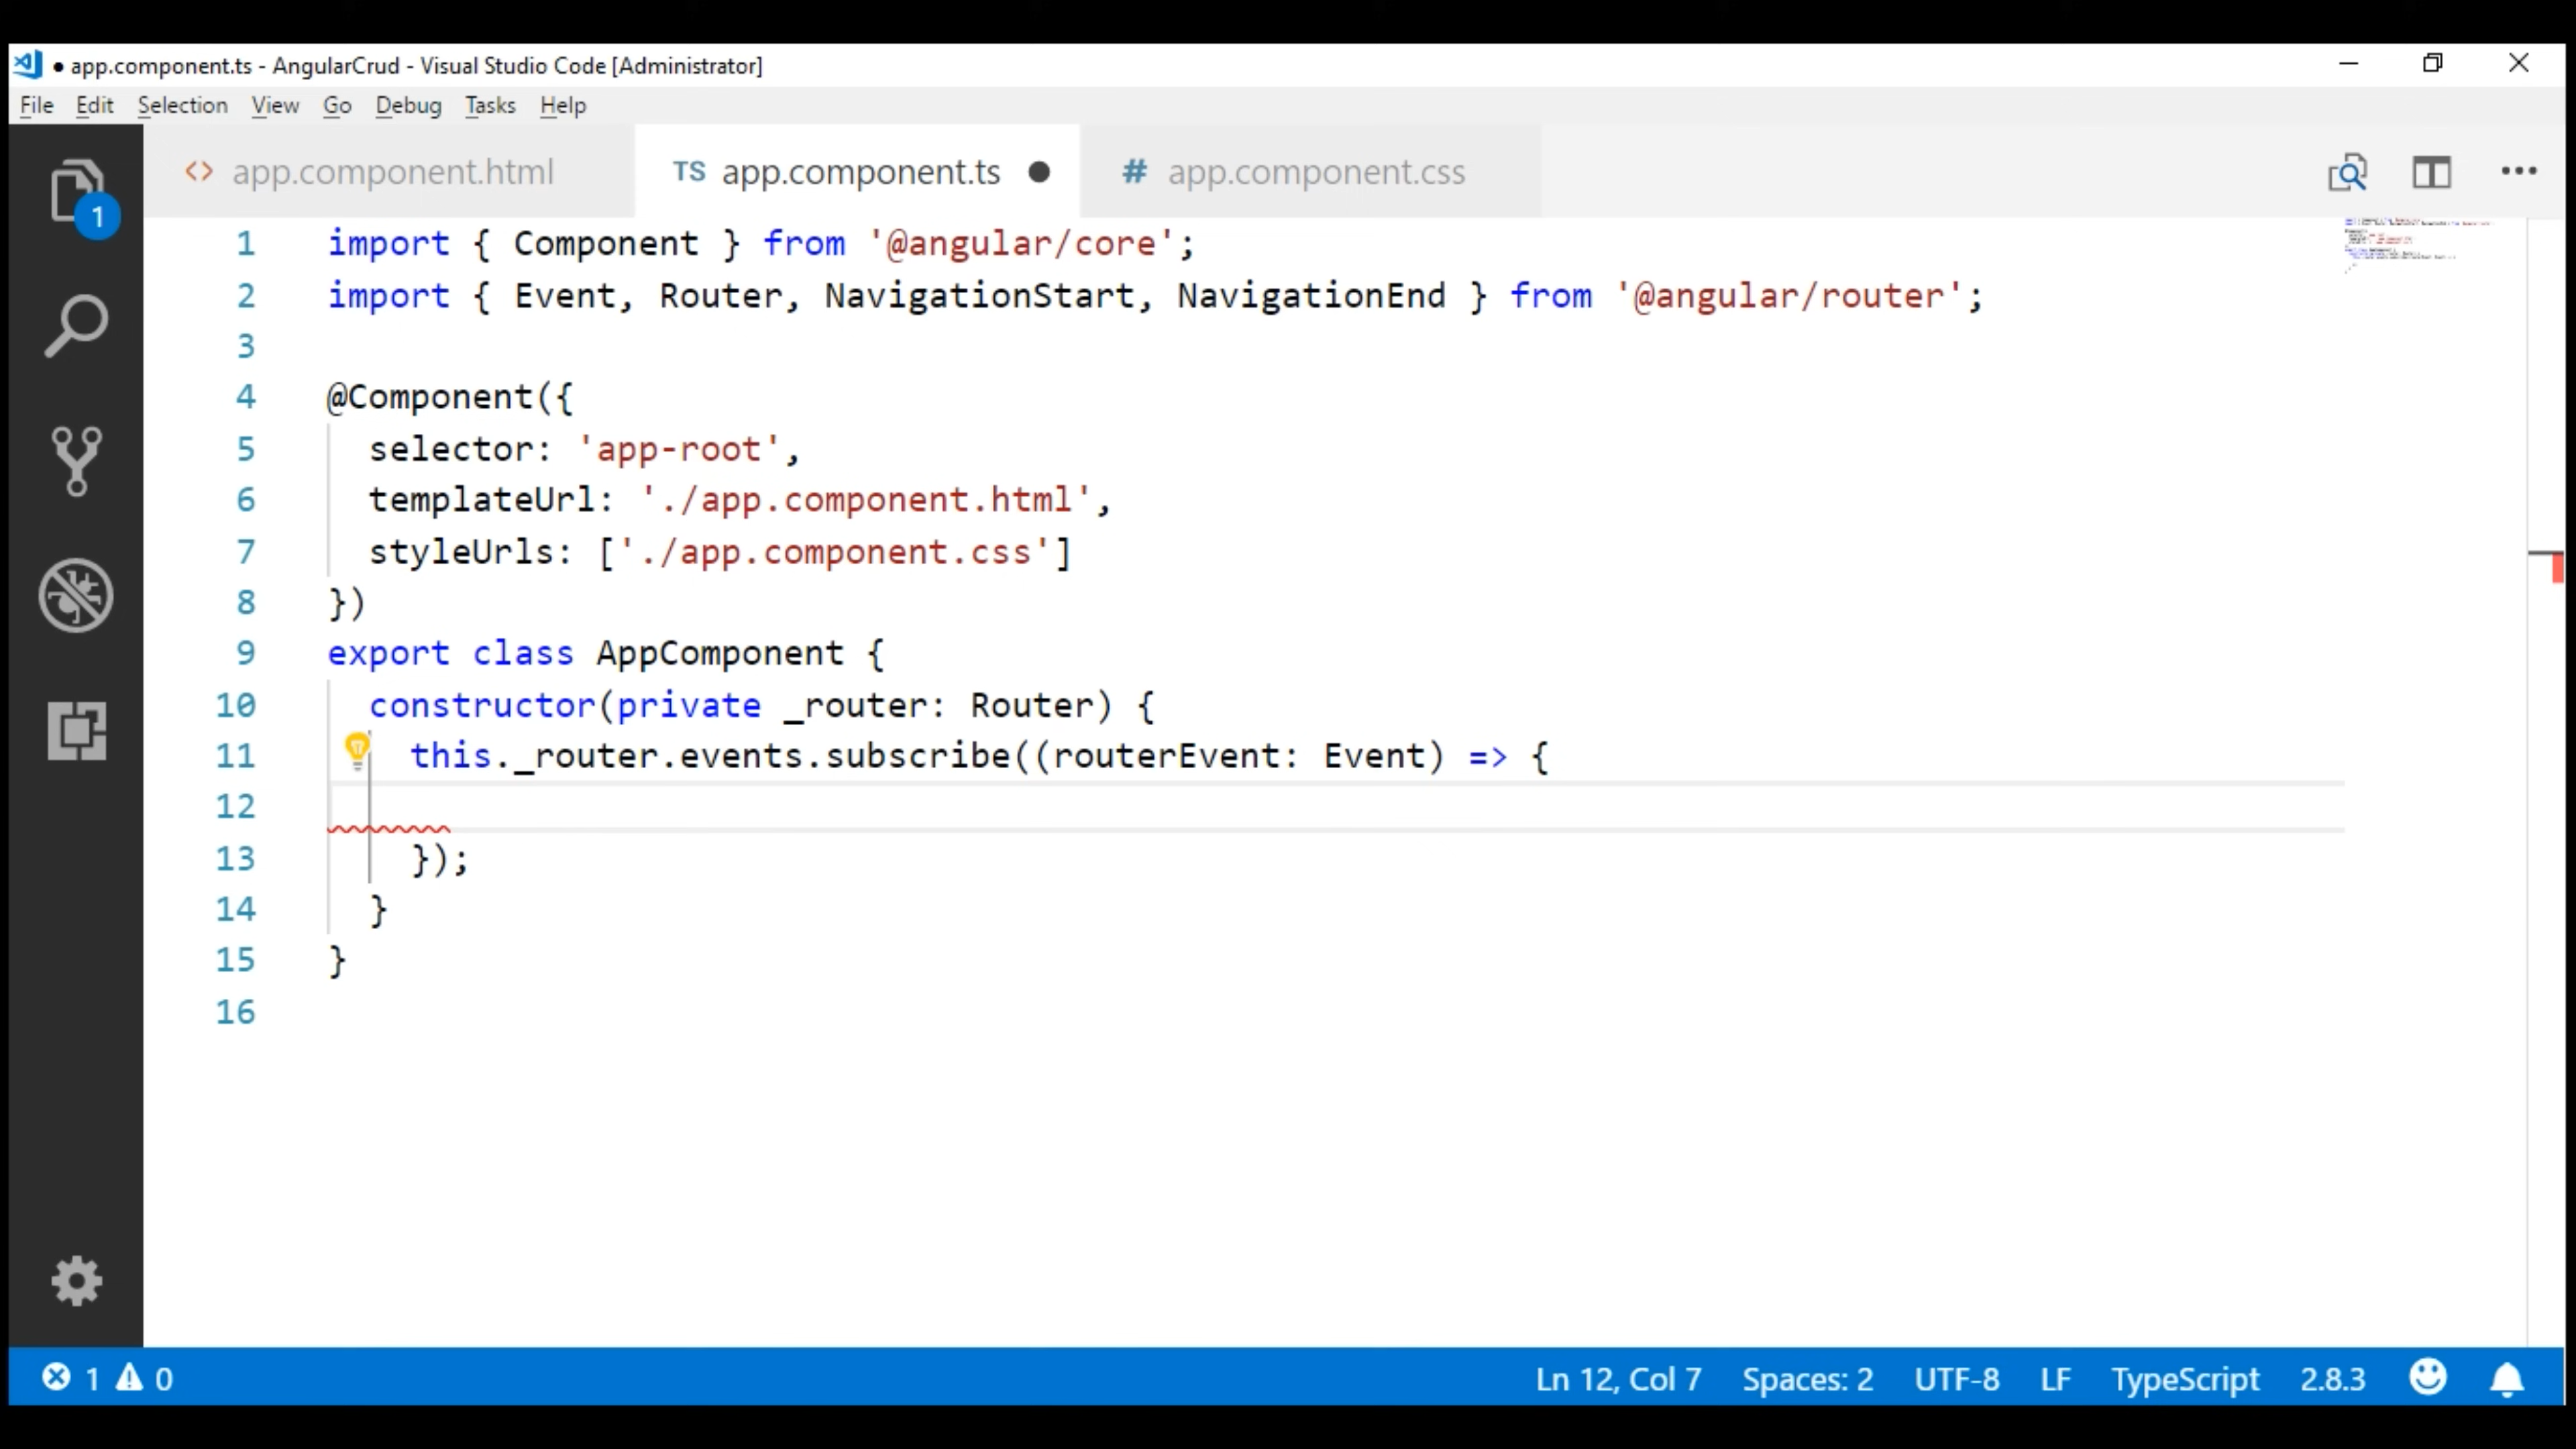 ● app.component.ts - AngularCrud - Visual Studio Code [Administrator]
File Edit Selection View Go Debug Tasks Help
<> app.component.html TS app.component.ts ● # app.component.css
1
1 import { Component } from '@angular/core';
2 import { Event, Router, NavigationStart, NavigationEnd } from '@angular/router';
3
4 @Component({
5   selector: 'app-root',
6   templateUrl: './app.component.html',
7   styleUrls: ['./app.component.css']
8 })
9 export class AppComponent {
10   constructor(private _router: Router) {
11     this._router.events.subscribe((routerEvent: Event) => {
12
13     });
14   }
15 }
16
1 0 Ln 12, Col 7 Spaces: 2 UTF-8 LF TypeScript 2.8.3